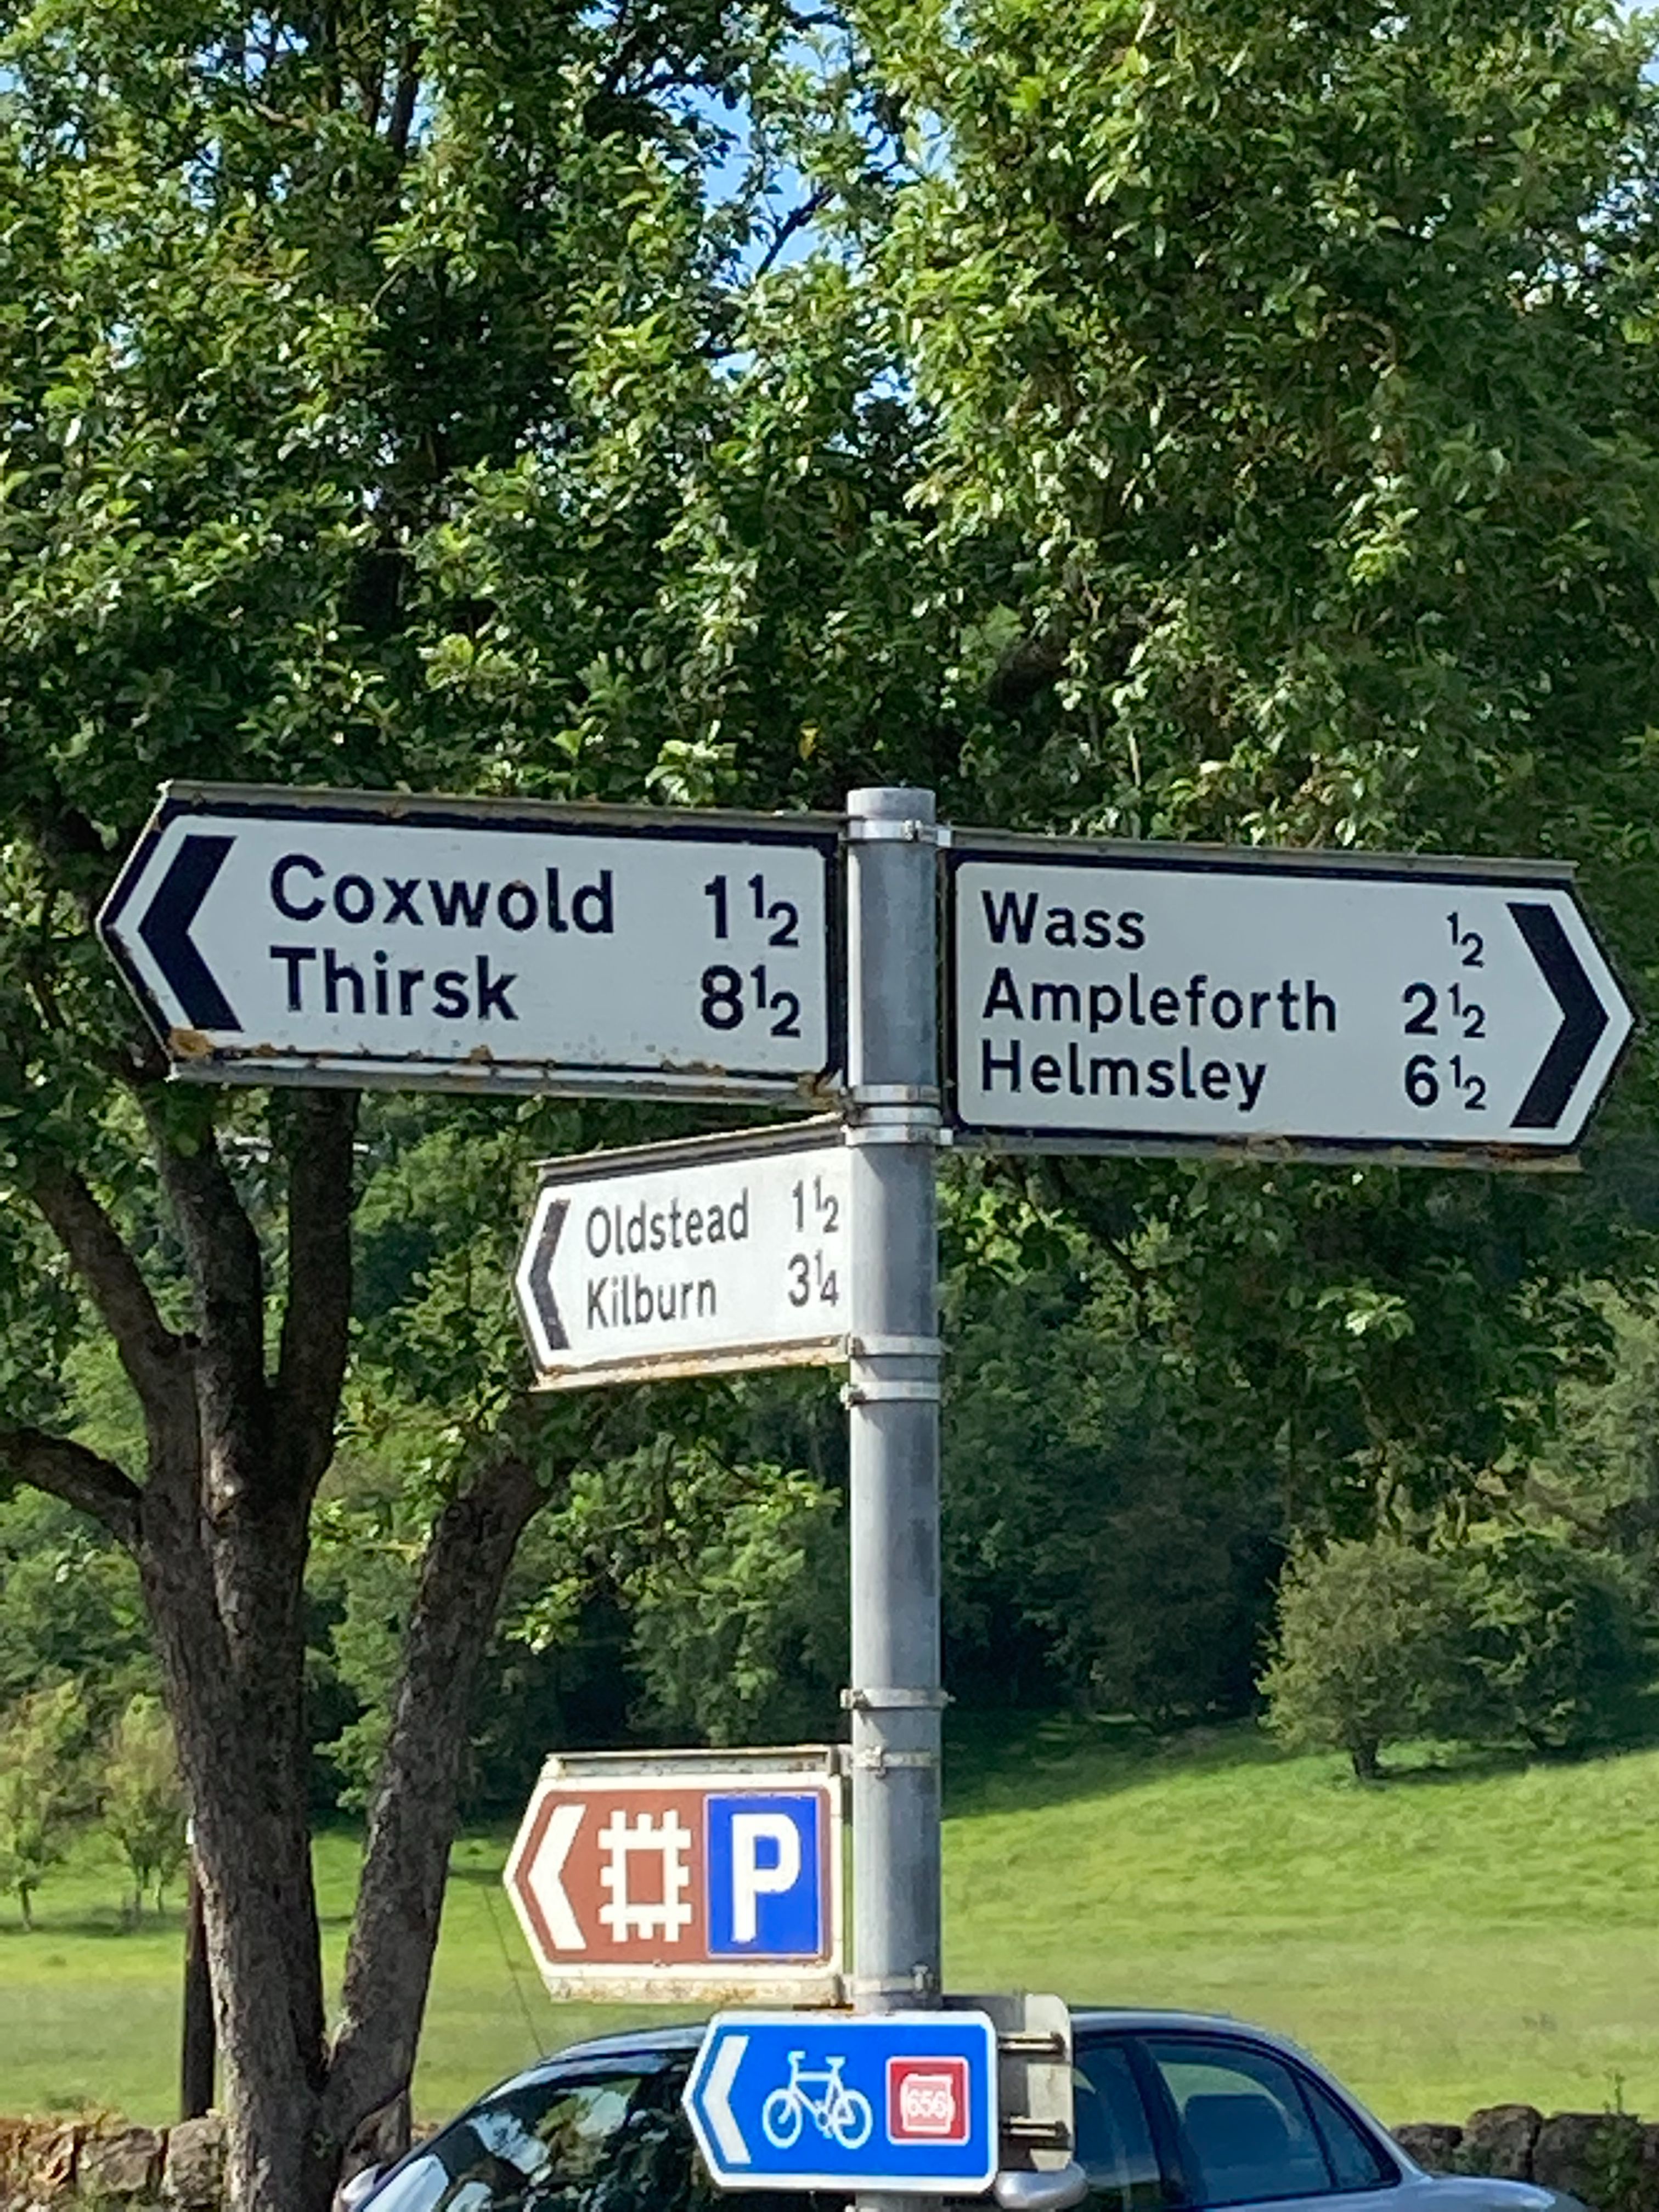 Coxwold 1½
Thirsk 8½
Wass ½
Ampleforth 2½
Helmsley 6½
Oldstead 1½
Kilburn 3¼
P
656